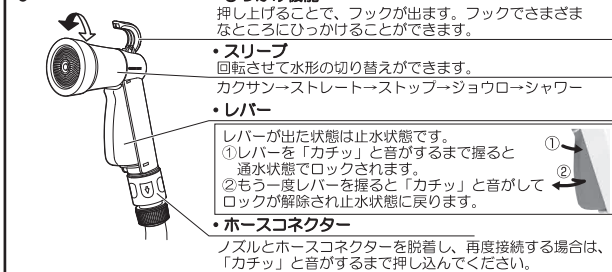 押し上げることで、フックが出ます。フックでさまざま
なところにひっかけることができます。
・スリーブ
回転させて水形の切り替えができます。
カクサン→ストレート→ストップ→ジョウロ→シャワー
・レバー
レバーが出た状態は止水状態です。
①レバーを「カチッ」と音がするまで握ると
通水状態でロックされます。
②もう一度レバーを握ると「カチッ」と音がして
ロックが解除され止水状態に戻ります。
①
②
・ホースコネクター
ノズルとホースコネクターを脱着し、再度接続する場合は、
「カチッ」と音がするまで押し込んでください。